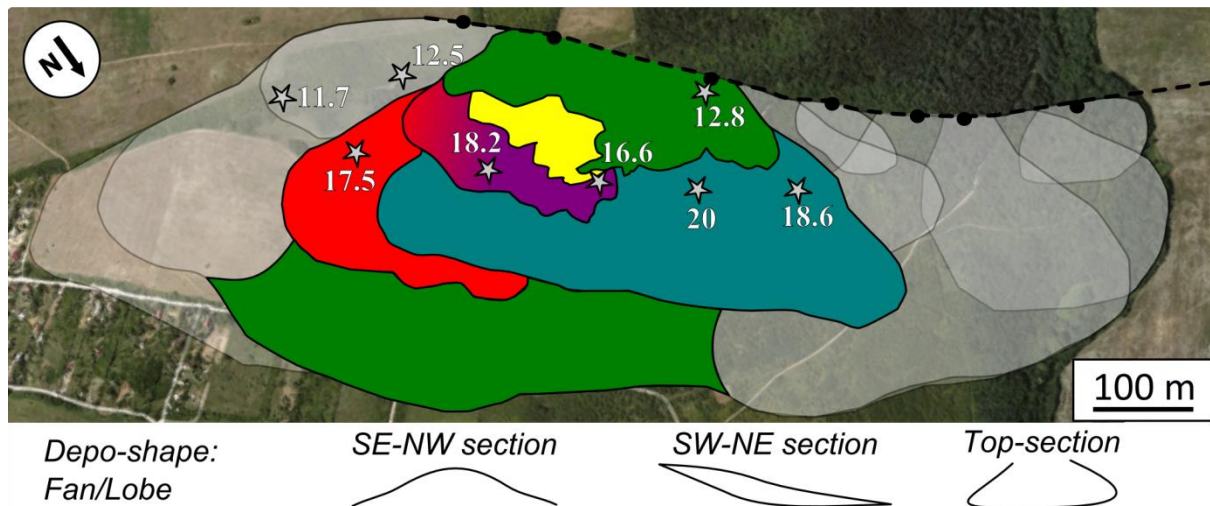 N
12.5
11.7
12.8
18.2
16.6
17.5
20
18.6
100 m
Depo-shape:
Fan/Lobe
SE-NW section
SW-NE section
Top-section